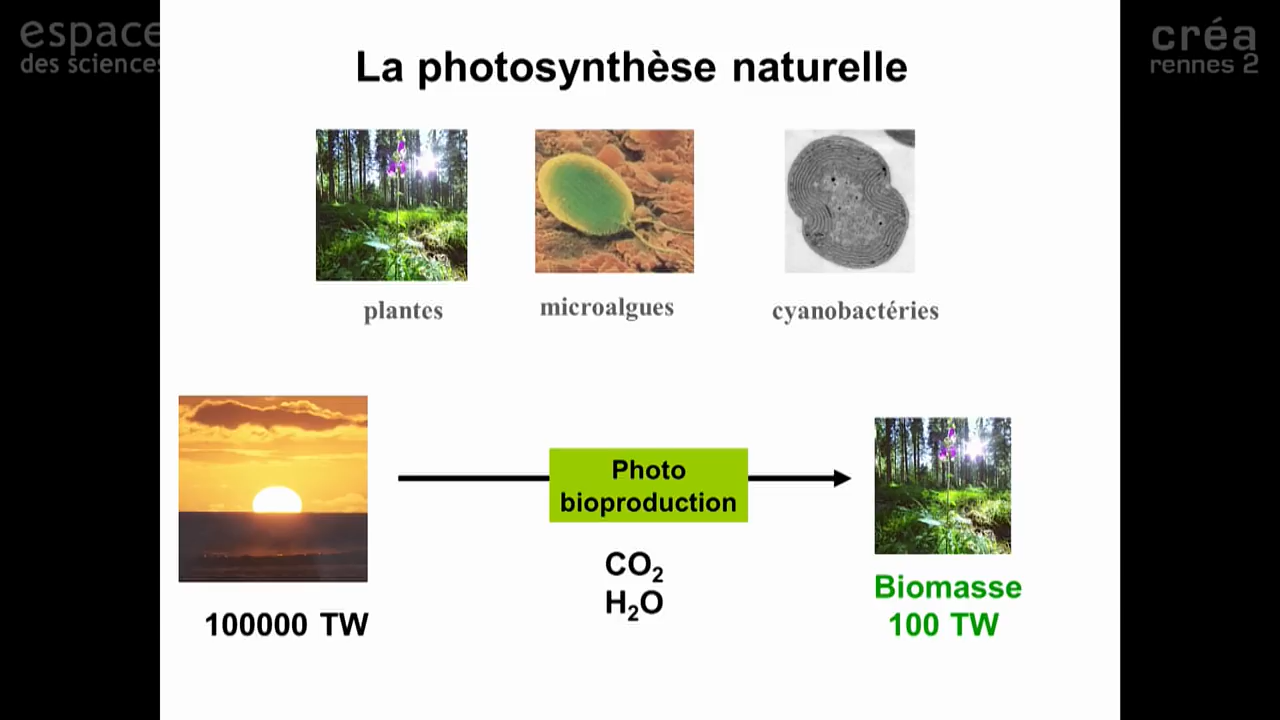 espace
des sciences
créa
rennes 2
La photosynthèse naturelle
plantes
microalgues
cyanobactéries
Photo
bioproduction
CO₂
H₂O
100000 TW
Biomasse
100 TW